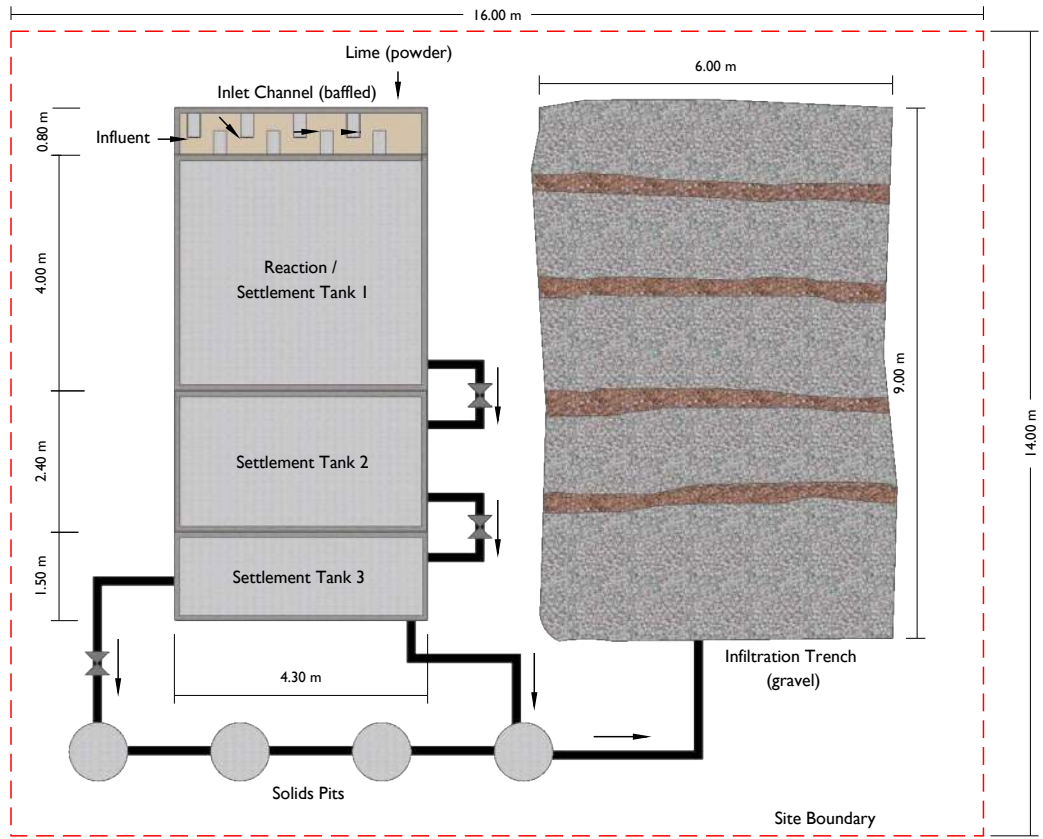 16.00 m
Lime (powder)
6.00 m
Inlet Channel (baffled)
0.80 m
Influent
4.00 m
Reaction /
Settlement Tank 1
9.00 m
14.00 m
2.40 m
Settlement Tank 2
1.50 m
Settlement Tank 3
Infiltration Trench
(gravel)
4.30 m
Solids Pits
Site Boundary